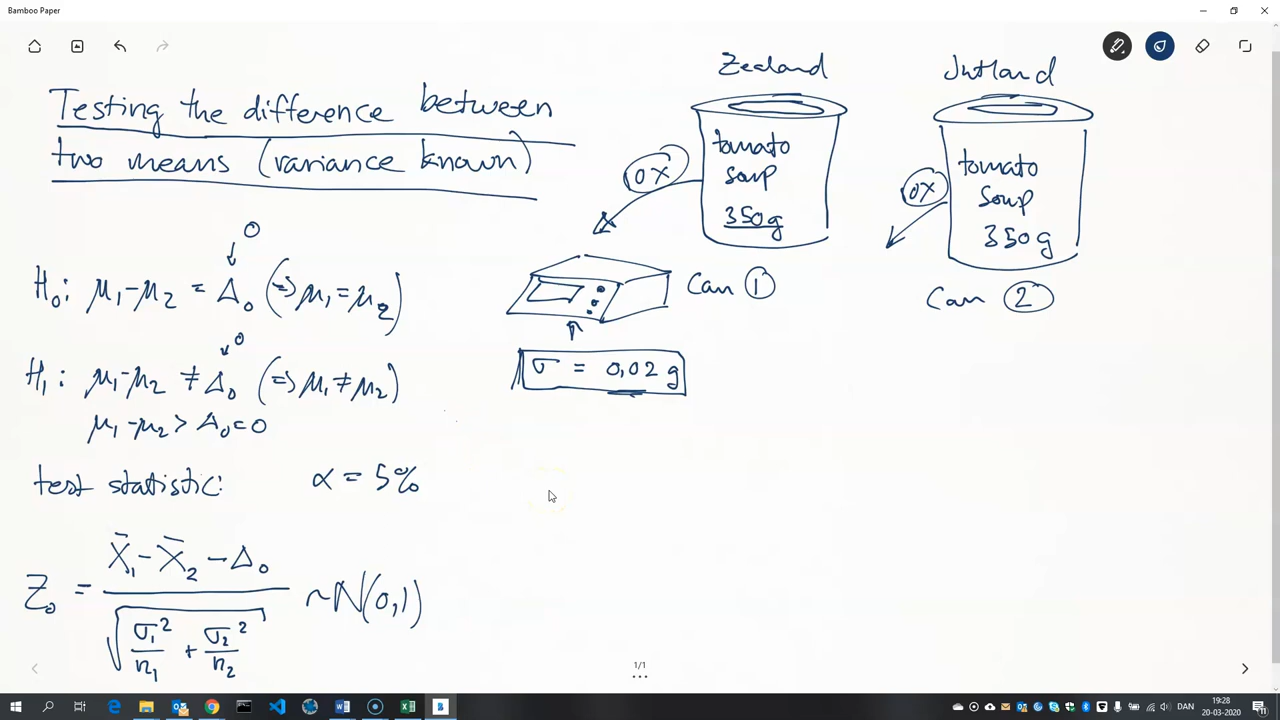 Bamboo Paper
Testing the difference between
two means (variance known)
0
H₀: μ₁-μ₂ = Δ₀ (=> μ₁=μ₂)
0
H₁: μ₁-μ₂ ≠ Δ₀ (=> μ₁≠μ₂)
μ₁-μ₂ > Δ₀=0
test statistic: α = 5%
Z₀ = (X̄₁-X̄₂-Δ₀) / √(σ₁²/n₁ + σ₂²/n₂) ~N(0,1)
Zealand
tomato
soup
350g
OX
Can 1
σ = 0,02 g
Jutland
tomato
soup
350g
OX
Can 2
1/1
DAN
19:28
20-03-2020